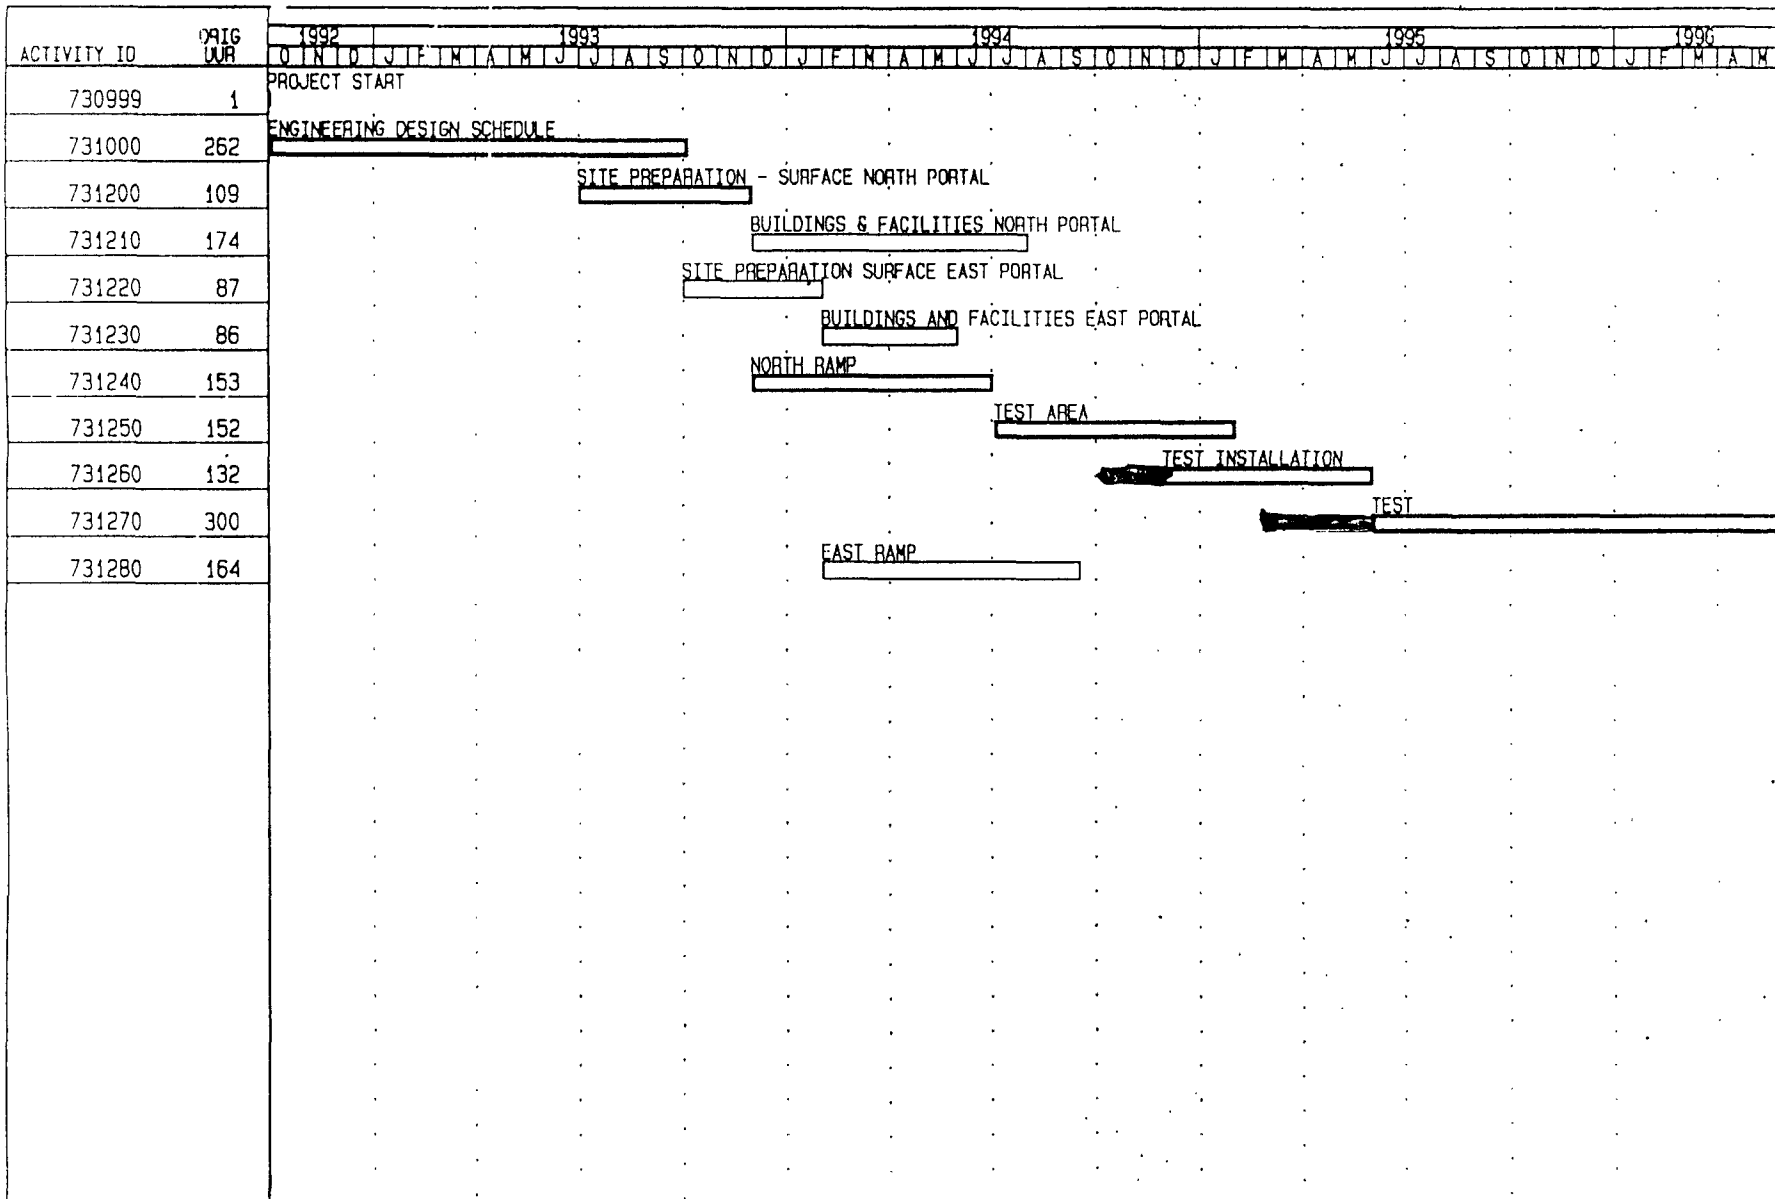 1992 1993 1994 1995 1996
ACTIVITY ID ORIG DUR O N D J F M A M J J A S O N D J F M A M J J A S O N D J F M A M J J A S O N D J F M A M
PROJECT START
730999 1
ENGINEERING DESIGN SCHEDULE
731000 262
SITE PREPARATION - SURFACE NORTH PORTAL
731200 109
BUILDINGS & FACILITIES NORTH PORTAL
731210 174
SITE PREPARATION SURFACE EAST PORTAL
731220 87
BUILDINGS AND FACILITIES EAST PORTAL
731230 86
NORTH RAMP
731240 153
TEST AREA
731250 152
TEST INSTALLATION
731260 132
TEST
731270 300
EAST RAMP
731280 164